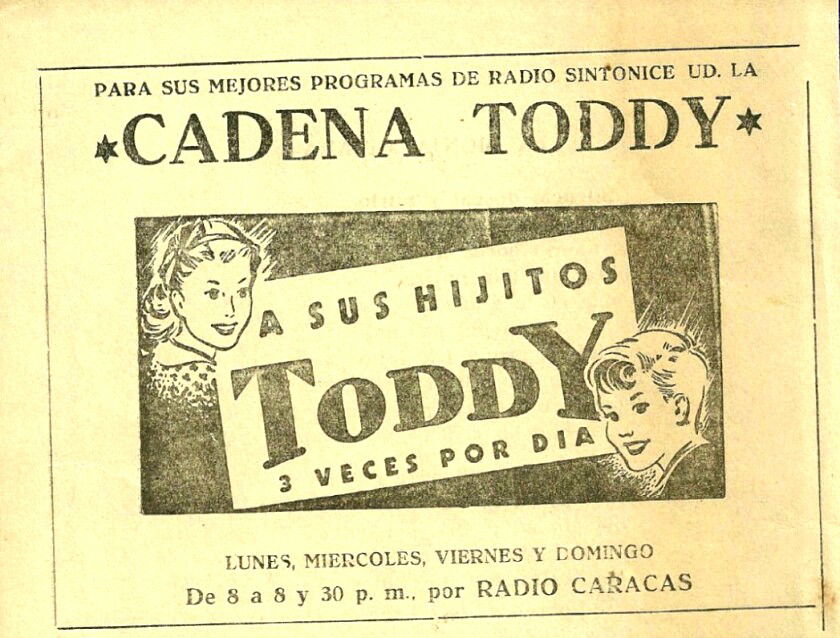 PARA SUS MEJORES PROGRAMAS DE RADIO SINTONICE UD. LA
*CADENA TODDY*
A SUS HIJITOS
TODDY
3 VECES POR DIA
LUNES, MIERCOLES, VIERNES Y DOMINGO
De 8 a 8 y 30 p. m., por RADIO CARACAS